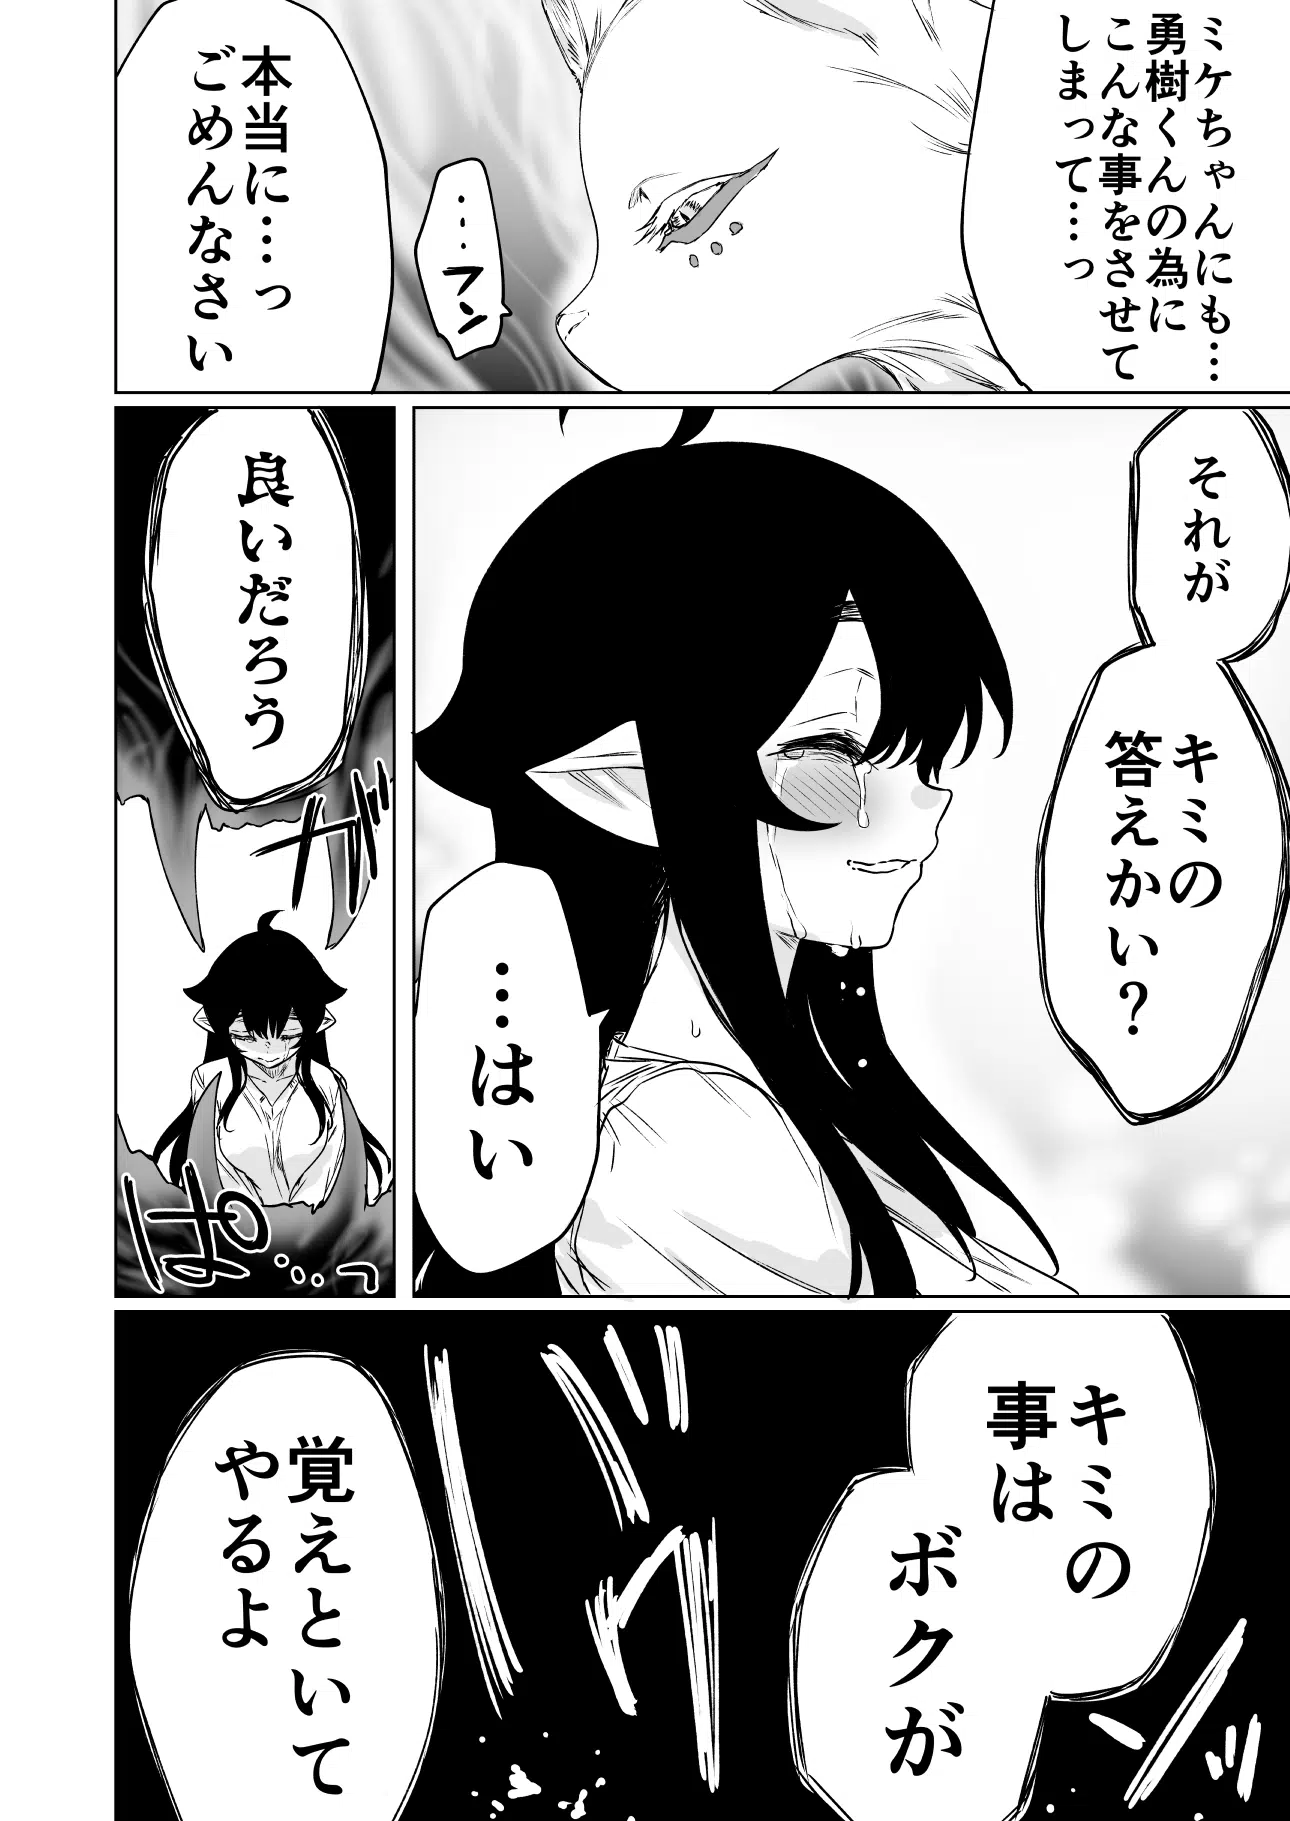 ミケちゃんにも…
勇樹くんの為に
こんな事をさせて
しまって…っ
…フン
本当に…っ
ごめんなさい
それが
キミの
答えかい？
…はい
良いだろう
ガ
ぱ…っ
キミの
事は
ボクが
覚えといて
やるよ